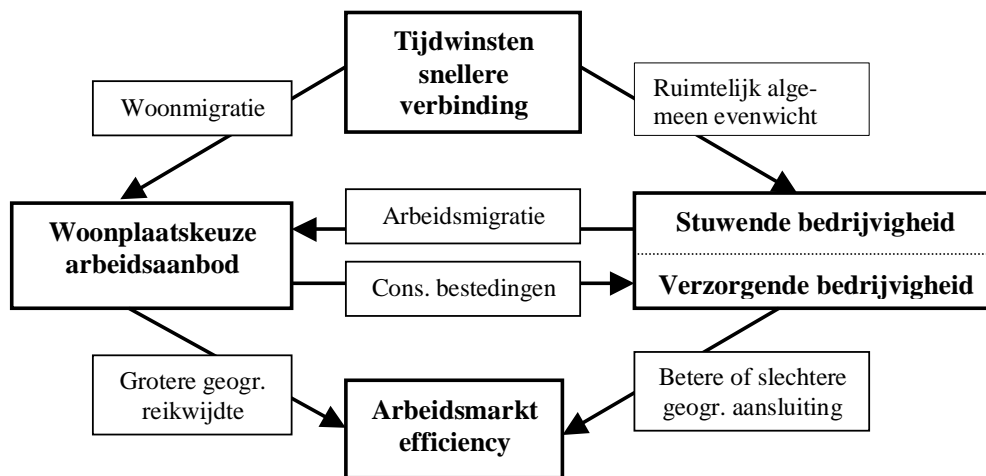 Tijdwinsten
snellere
verbinding
Woonmigratie
Ruimtelijk alge-
meen evenwicht
Woonplaatskeuze
arbeidsaanbod
Arbeidsmigratie
Cons. bestedingen
Stuwende bedrijvigheid
Verzorgende bedrijvigheid
Grotere geogr.
reikwijdte
Arbeidsmarkt
efficiency
Betere of slechtere
geogr. aansluiting